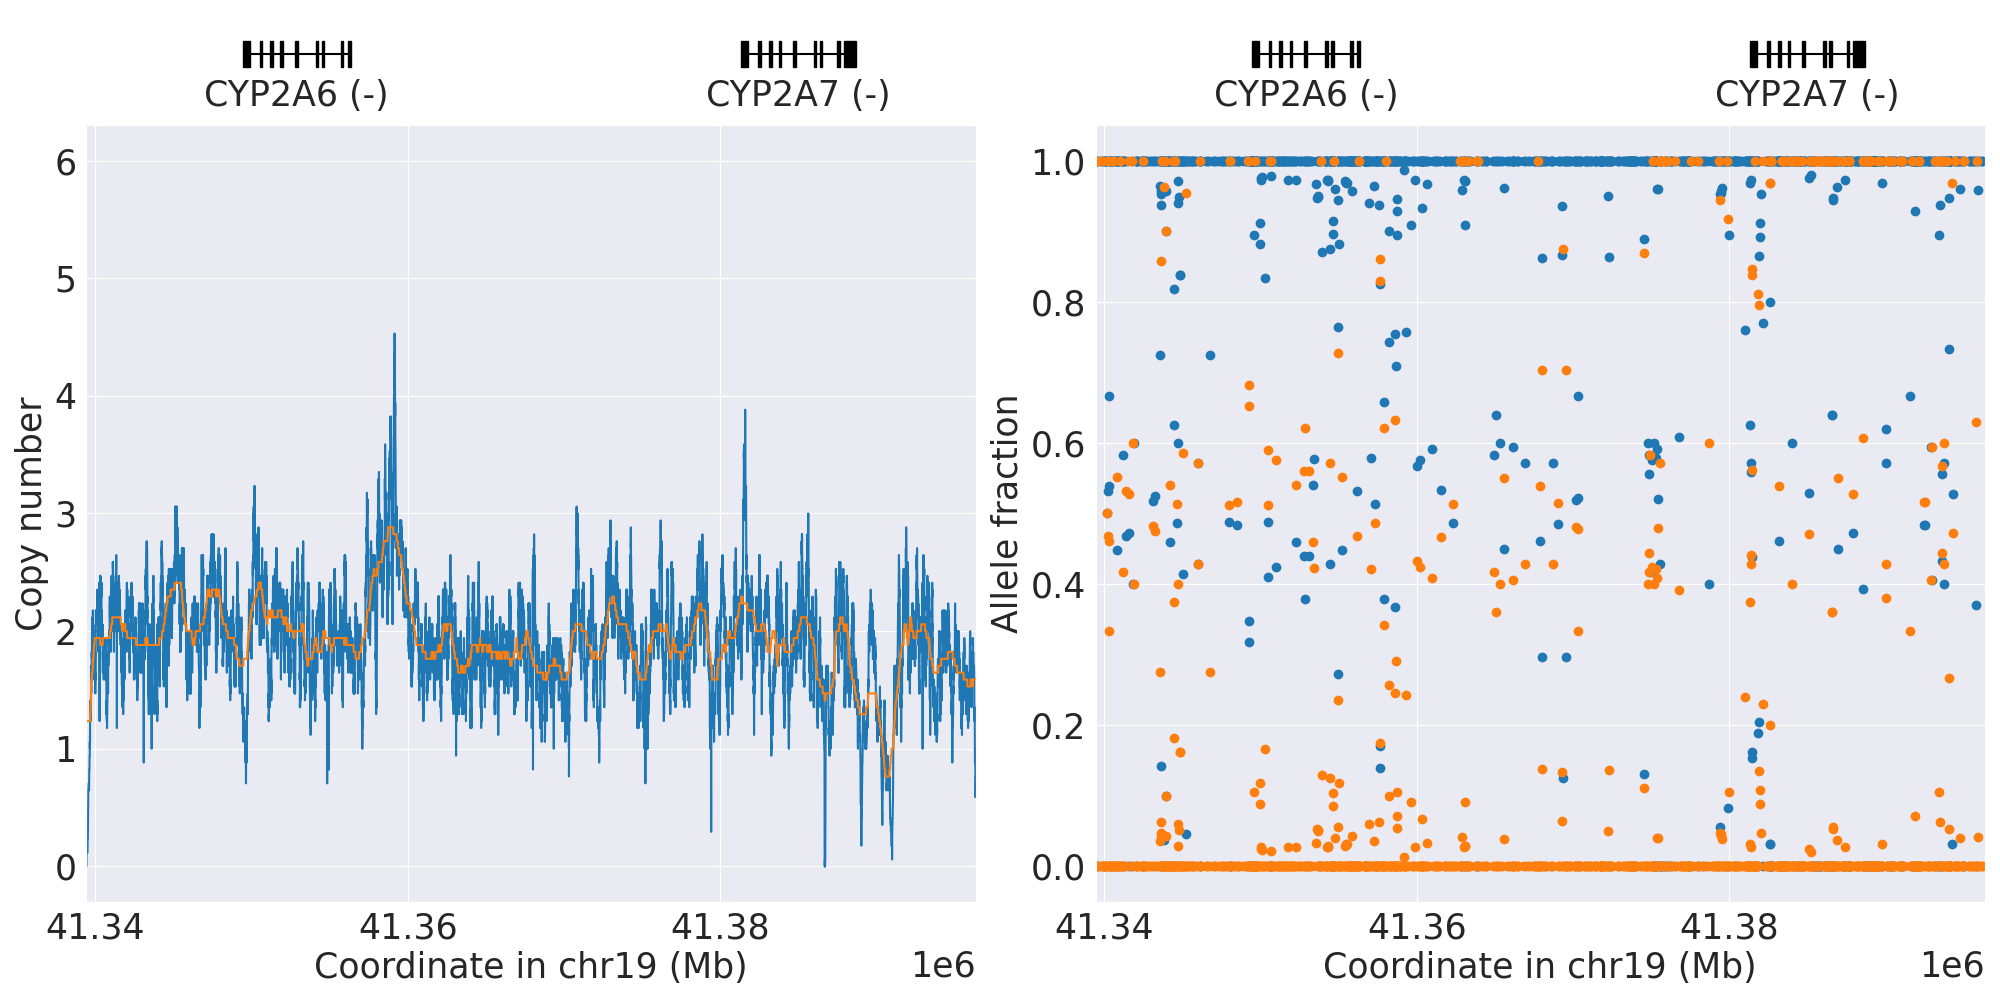 CYP2A6 (-)
CYP2A7 (-)
Copy number
6
5
4
3
2
1
0
41.34
41.36
41.38
Coordinate in chr19 (Mb)
1e6
CYP2A6 (-)
CYP2A7 (-)
Allele fraction
1.0
0.8
0.6
0.4
0.2
0.0
41.34
41.36
41.38
Coordinate in chr19 (Mb)
1e6